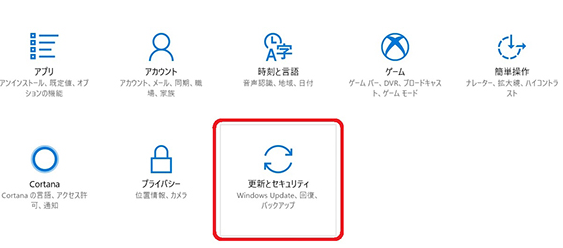 アプリ
アンインストール、既定値、オプ
ションの機能
アカウント
アカウント、メール、同期、職
場、家族
時刻と言語
音声認識、地域、日付
ゲーム
ゲーム バー、DVR、ブロードキャス
ト、ゲーム モード
簡単操作
ナレーター、拡大鏡、ハイコントラ
スト
Cortana
Cortana の言語、アクセス許
可、通知
プライバシー
位置情報、カメラ
更新とセキュリティ
Windows Update、回復、
バックアップ